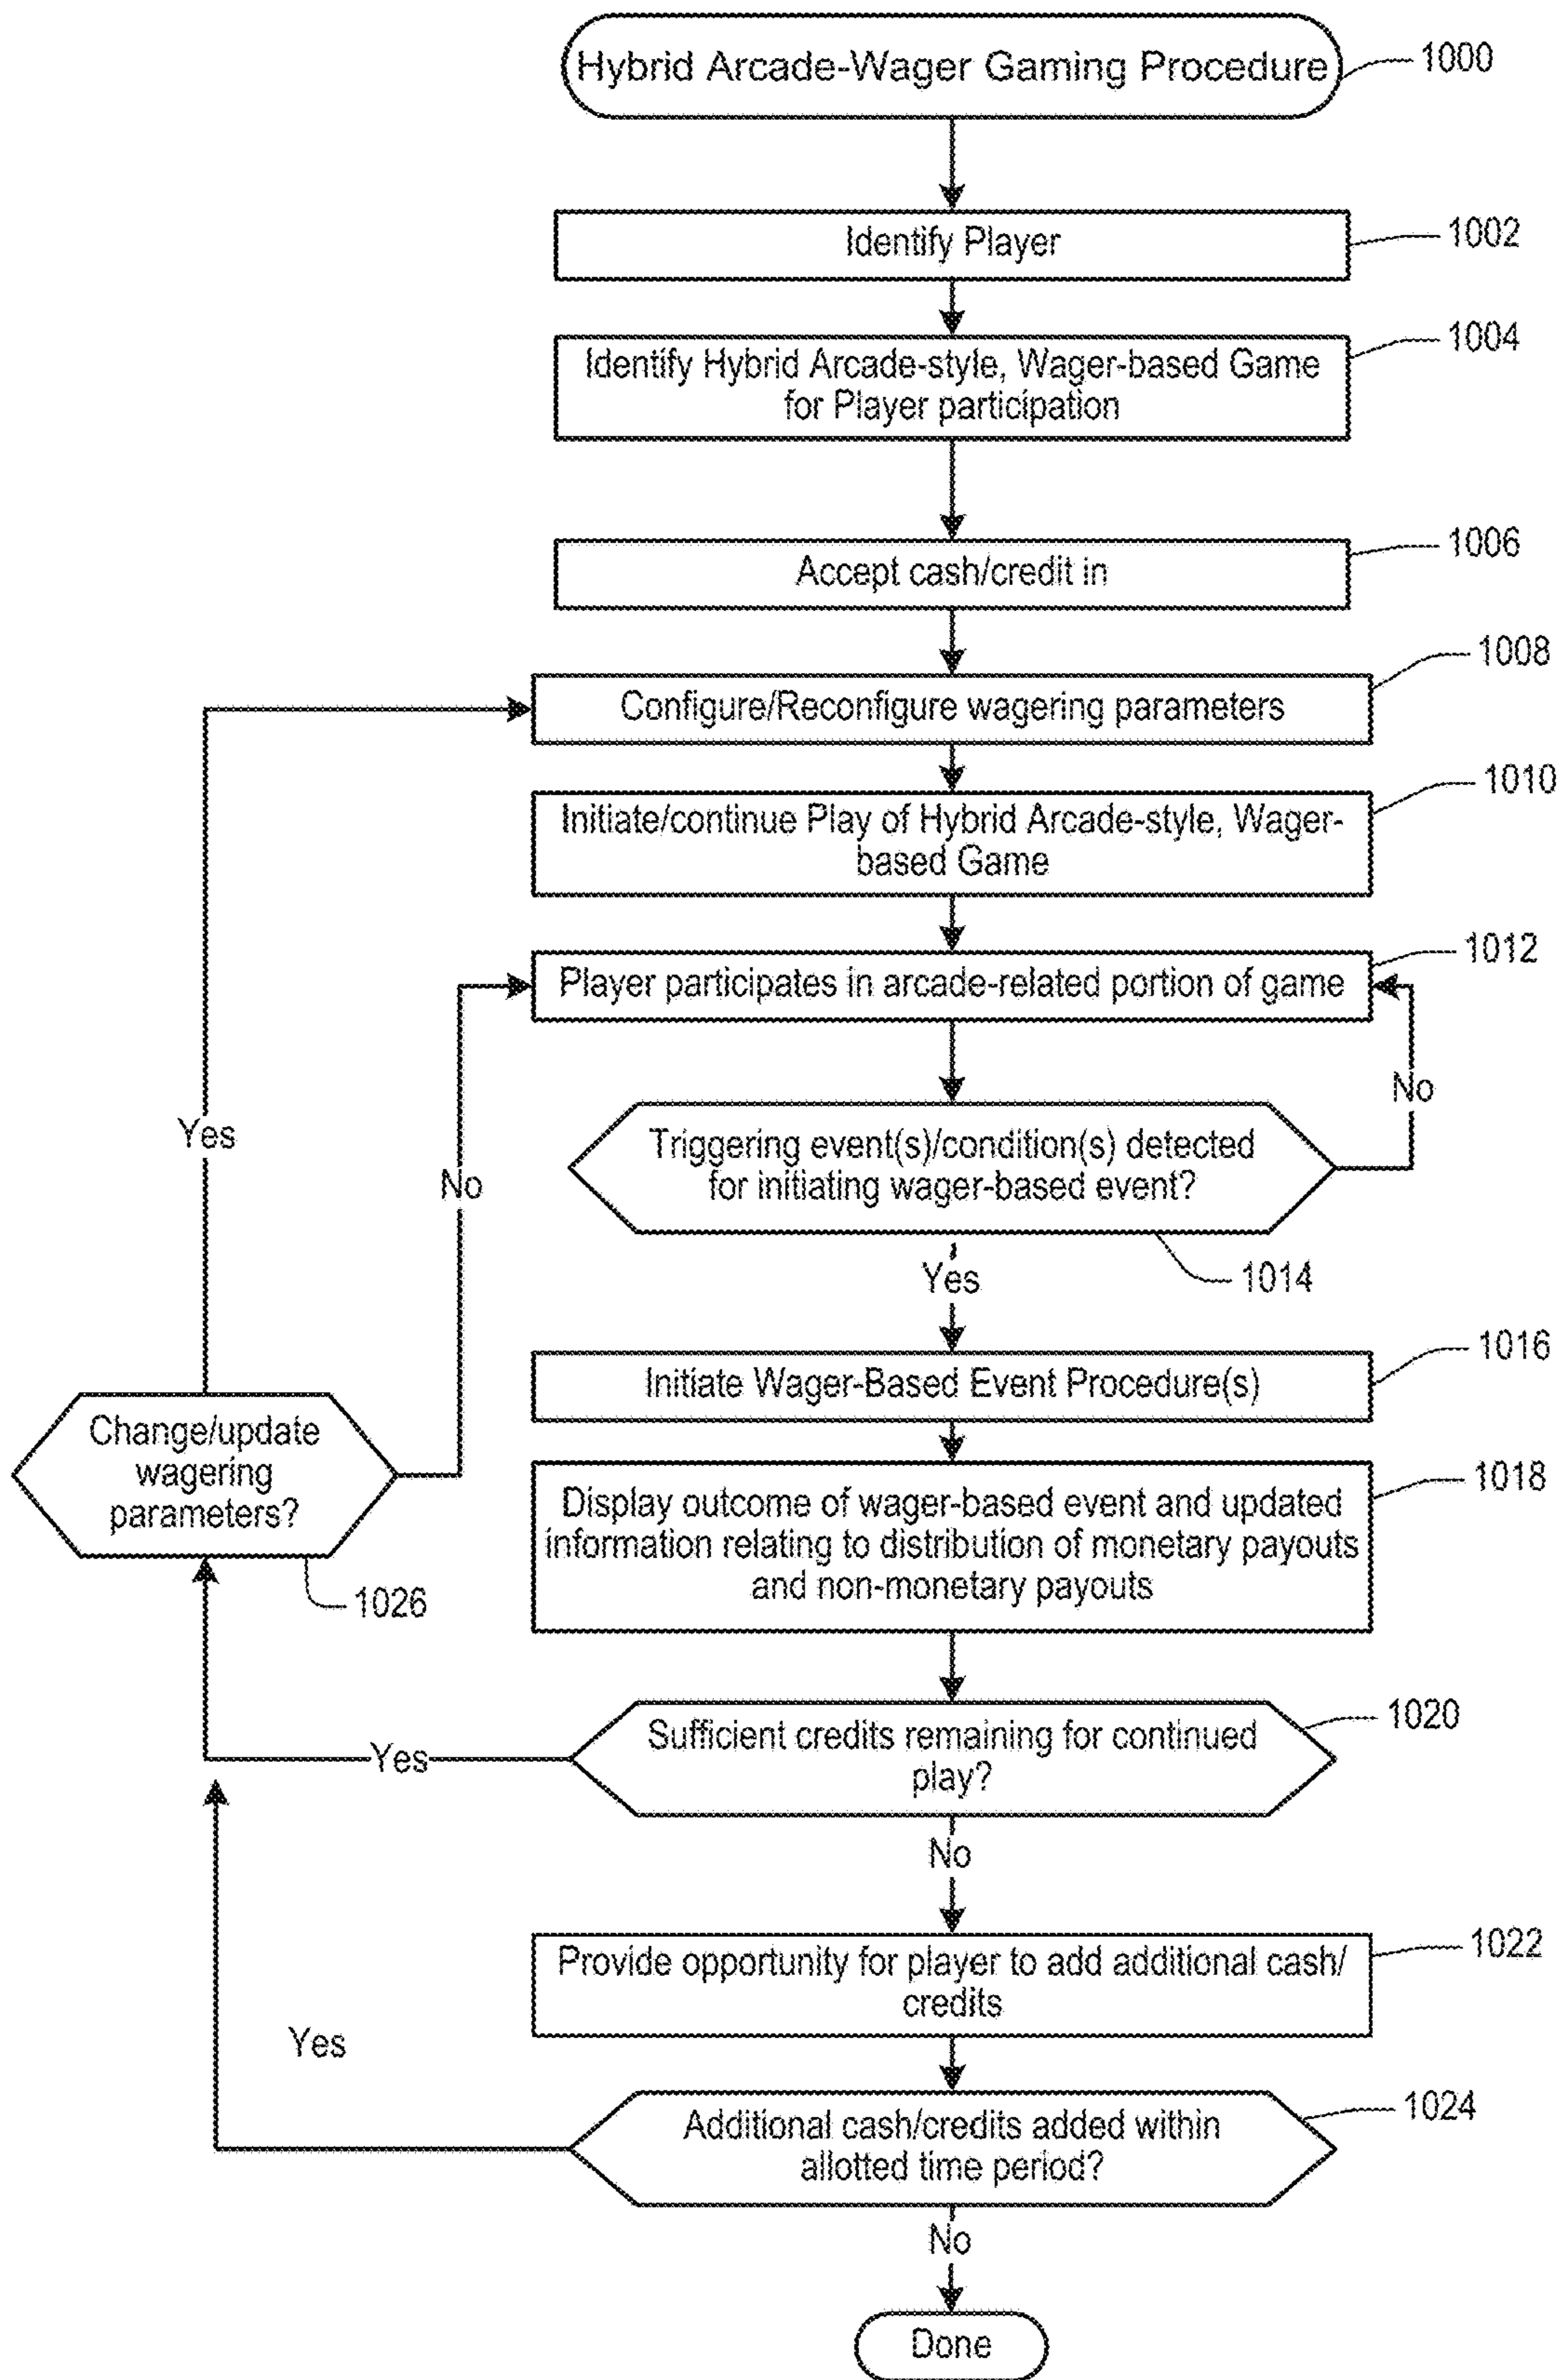 Hybrid Arcade-Wager Gaming Procedure
1000
Identify Player
1002
Identify Hybrid Arcade-style, Wager-based Game
for Player participation
1004
Accept cash/credit in
1006
Configure/Reconfigure wagering parameters
1008
Initiate/continue Play of Hybrid Arcade-style, Wager-
based Game
1010
Player participates in arcade-related portion of game
1012
No
Triggering event(s)/condition(s) detected
for initiating wager-based event?
1014
Yes
Yes
No
Initiate Wager-Based Event Procedure(s)
1016
Change/update
wagering
parameters?
1026
Display outcome of wager-based event and updated
information relating to distribution of monetary payouts
and non-monetary payouts
1018
Sufficient credits remaining for continued
play?
1020
Yes
No
Provide opportunity for player to add additional cash/
credits
1022
Yes
Additional cash/credits added within
allotted time period?
1024
No
Done